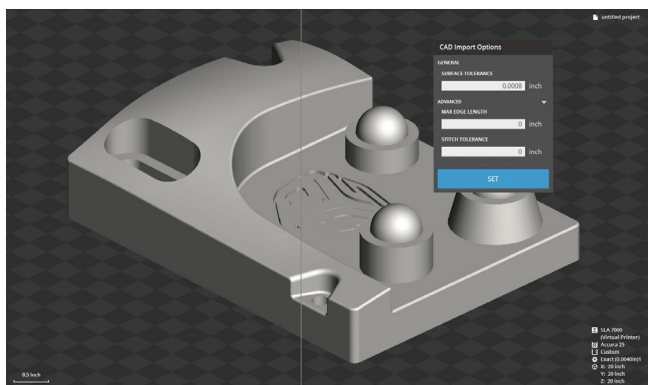 untitled project
CAD Import Options
GENERAL
SURFACE TOLERANCE
0.0008 inch
ADVANCED
MAX EDGE LENGTH
0 inch
STITCH TOLERANCE
0 inch
SET
SLA 7000
(Virtual Printer)
Accura 25
Custom
Exact (0.0040in)1
X: 20 inch
Y: 20 inch
Z: 20 inch
0.5 inch